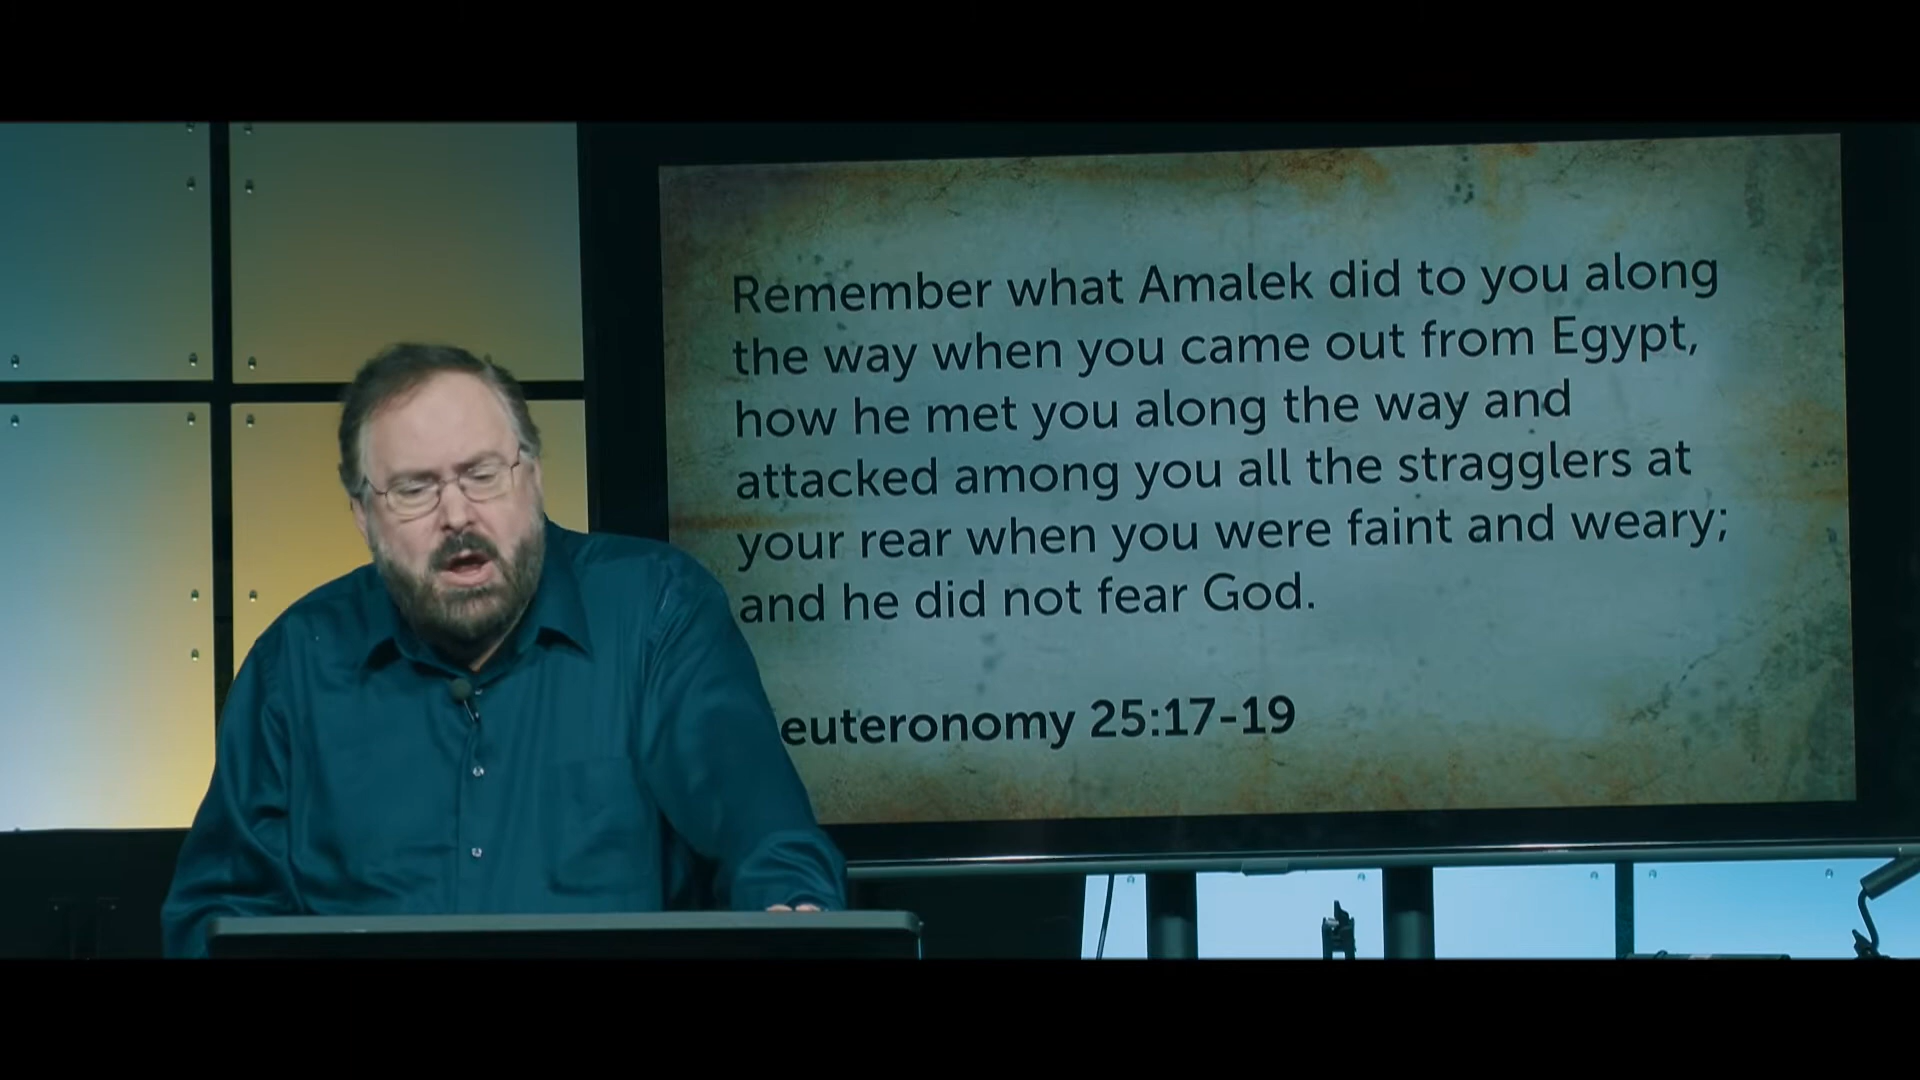 Remember what Amalek did to you along
the way when you came out from Egypt,
how he met you along the way and
attacked among you all the stragglers at
your rear when you were faint and weary;
and he did not fear God.
euteronomy 25:17-19